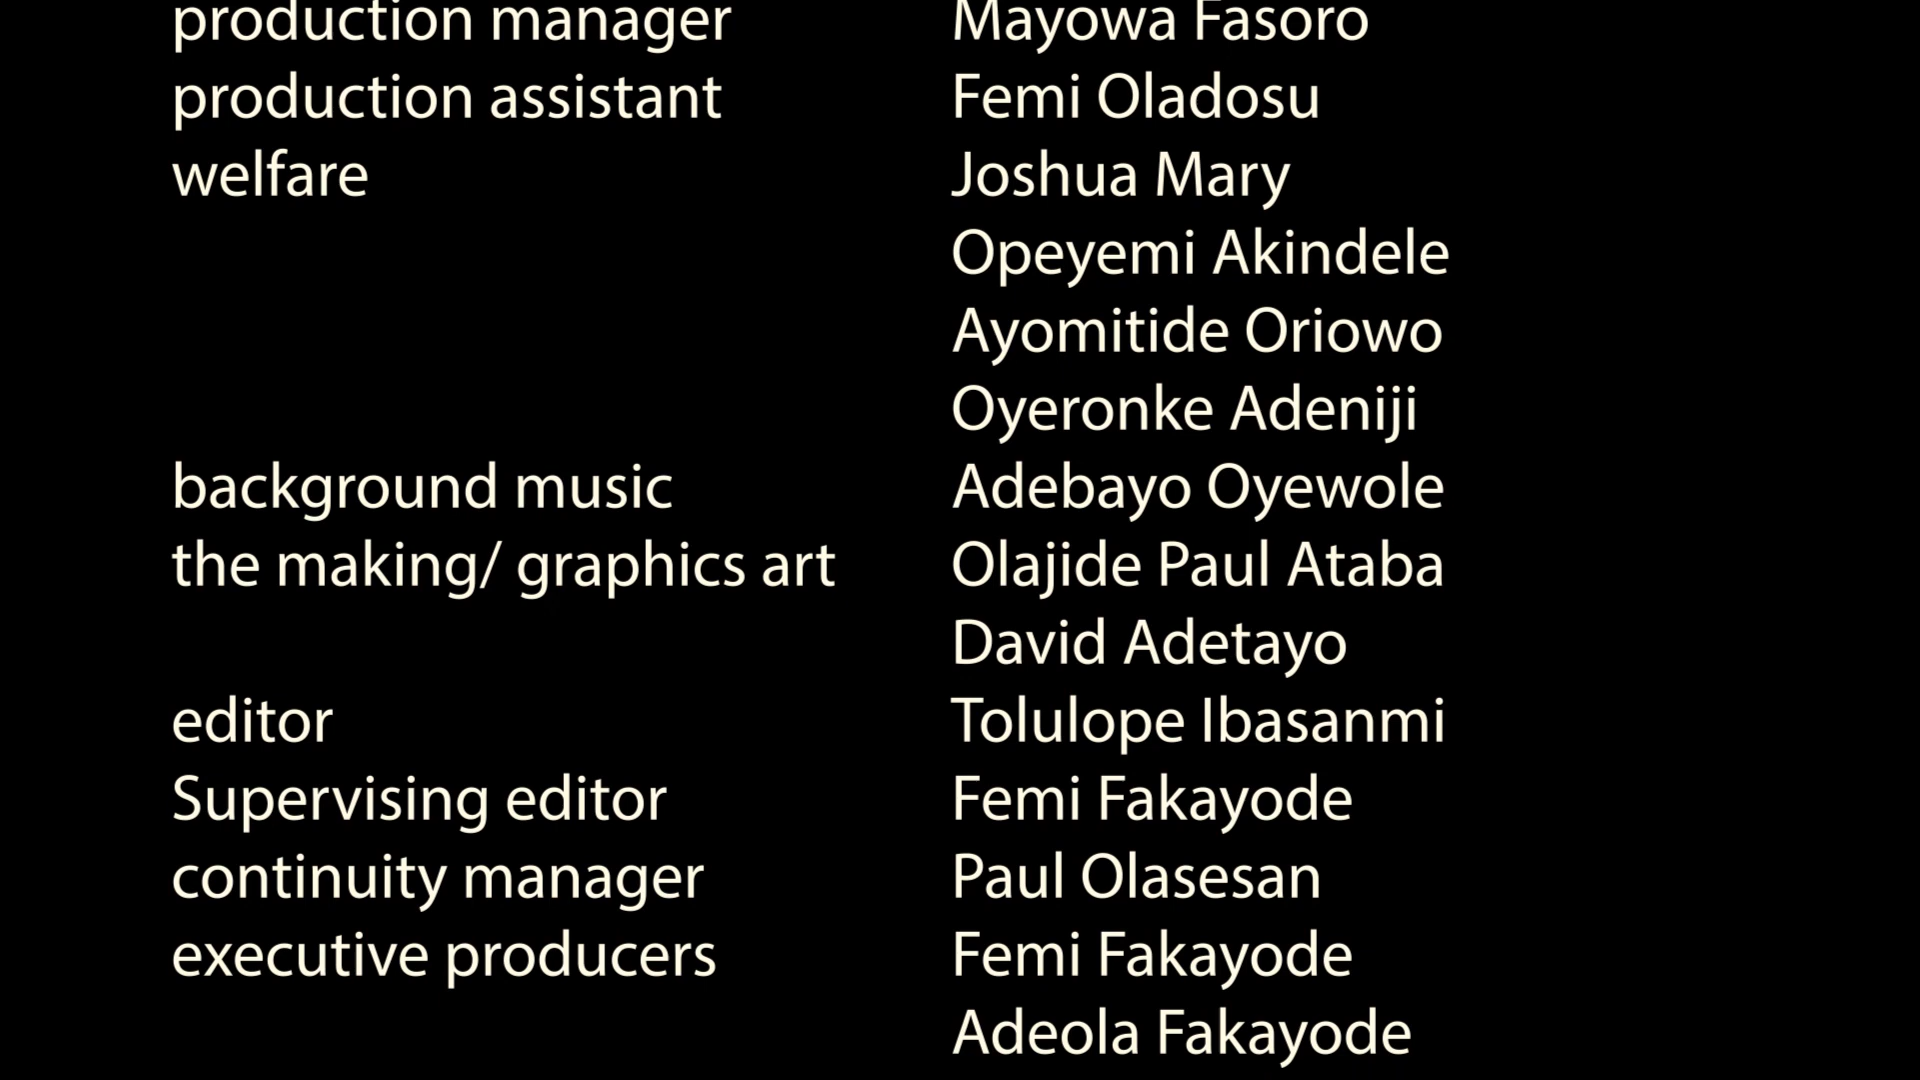 production manager Mayowa Fasoro
production assistant Femi Oladosu
welfare Joshua Mary
Opeyemi Akindele
Ayomitide Oriowo
Oyeronke Adeniji
background music Adebayo Oyewole
the making/ graphics art Olajide Paul Ataba
David Adetayo
editor Tolulope Ibasanmi
Supervising editor Femi Fakayode
continuity manager Paul Olasesan
executive producers Femi Fakayode
Adeola Fakayode